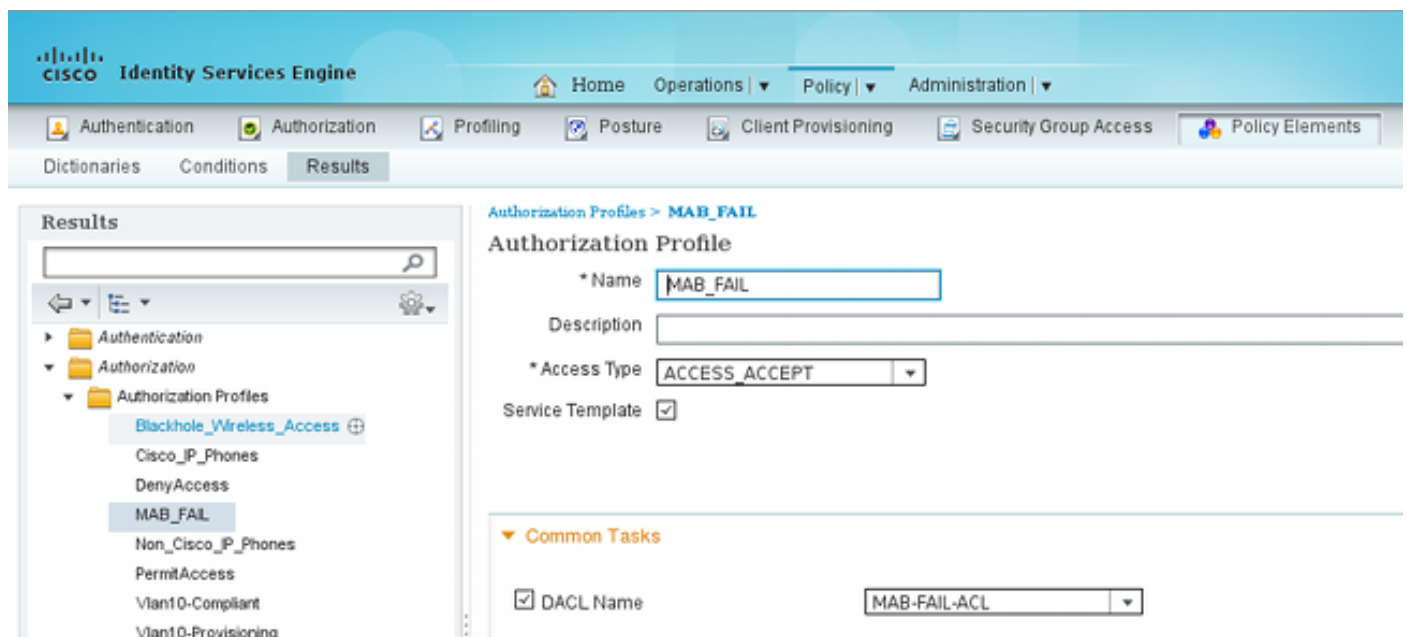 CISCO Identity Services Engine
Home Operations | Policy | Administration |
Authentication Authorization Profiling Posture Client Provisioning Security Group Access Policy Elements
Dictionaries Conditions Results
Results
Authentication
Authorization
Authorization Profiles
Blackhole_Wireless_Access
Cisco_IP_Phones
DenyAccess
MAB_FAIL
Non_Cisco_IP_Phones
PermitAccess
Vlan10-Compliant
Vlan10-Provisioning
Authorization Profiles > MAB_FAIL
Authorization Profile
* Name MAB_FAIL
Description
* Access Type ACCESS_ACCEPT
Service Template
Common Tasks
DACL Name MAB-FAIL-ACL